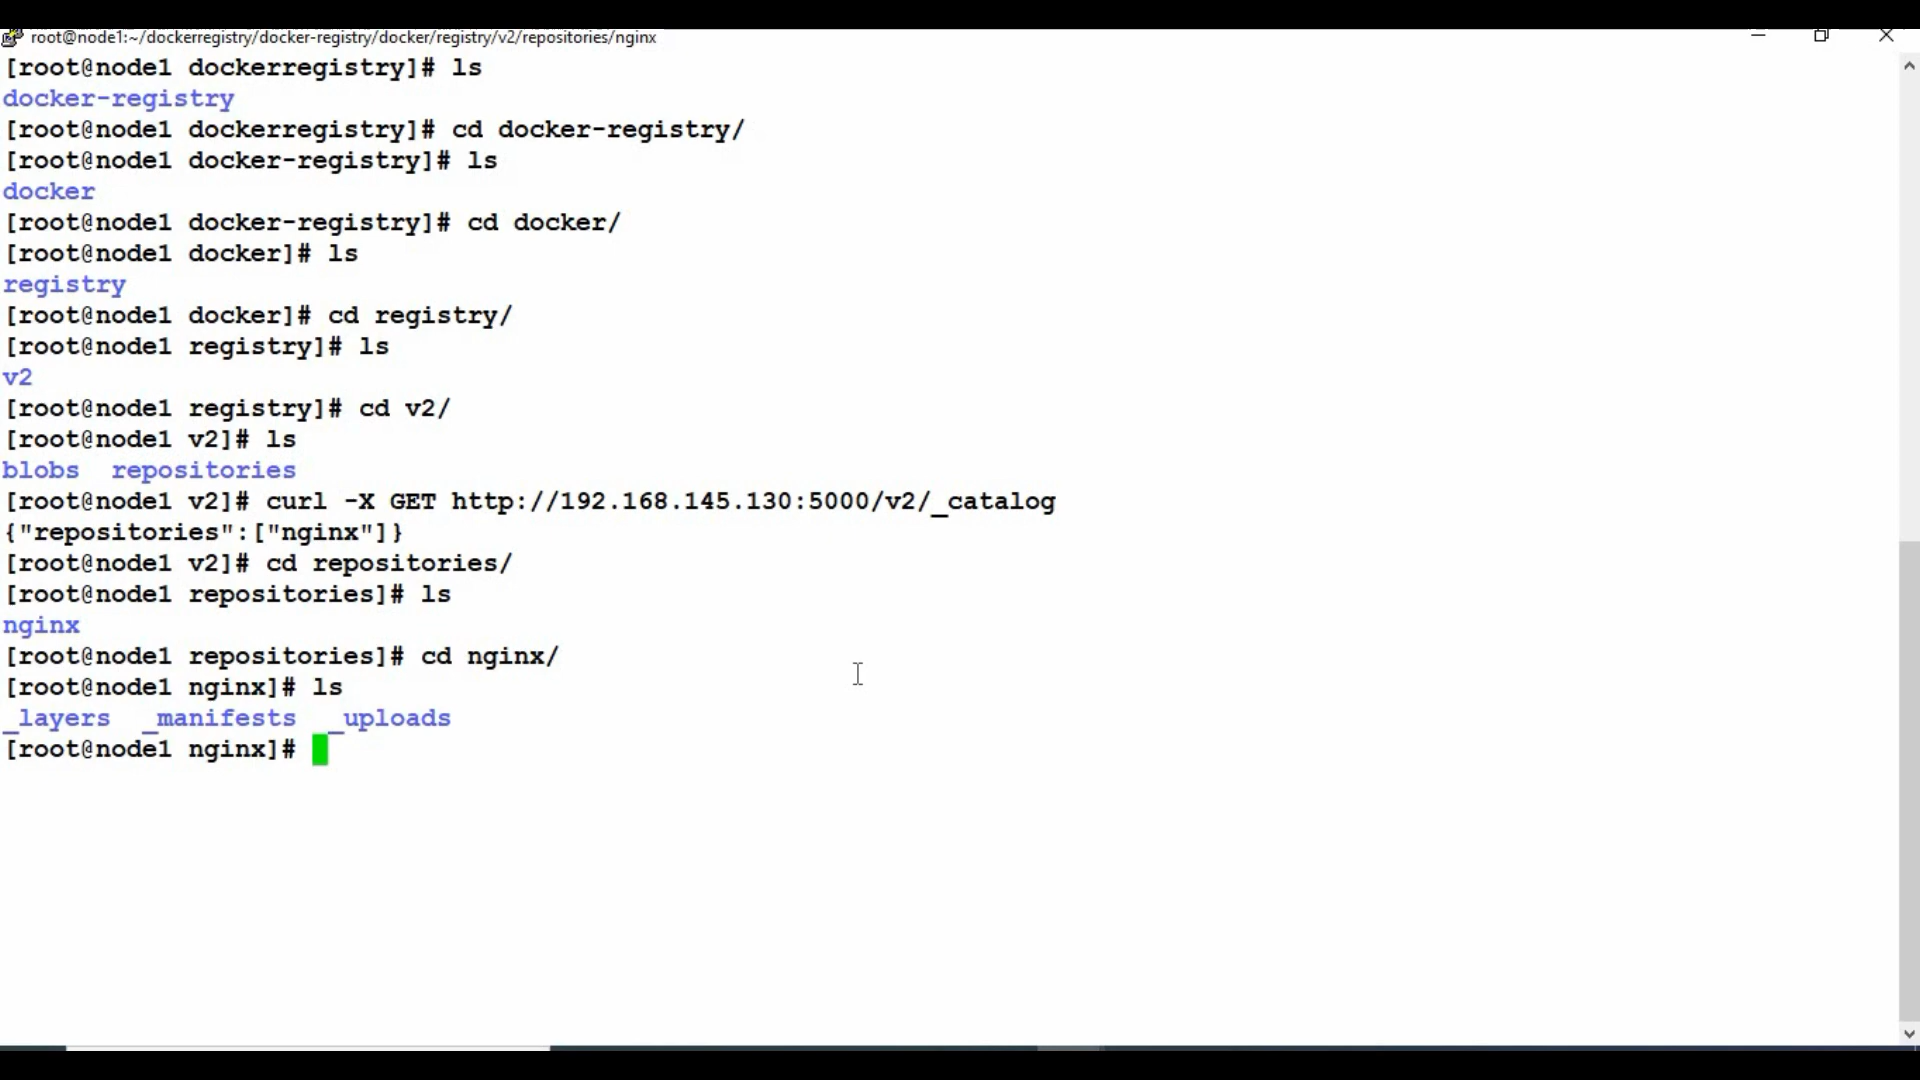 root@node1:~/dockerregistry/docker-registry/docker/registry/v2/repositories/nginx
[root@node1 dockerregistry]# ls
docker-registry
[root@node1 dockerregistry]# cd docker-registry/
[root@node1 docker-registry]# ls
docker
[root@node1 docker-registry]# cd docker/
[root@node1 docker]# ls
registry
[root@node1 docker]# cd registry/
[root@node1 registry]# ls
v2
[root@node1 registry]# cd v2/
[root@node1 v2]# ls
blobs  repositories
[root@node1 v2]# curl -X GET http://192.168.145.130:5000/v2/_catalog
{"repositories":["nginx"]}
[root@node1 v2]# cd repositories/
[root@node1 repositories]# ls
nginx
[root@node1 repositories]# cd nginx/
[root@node1 nginx]# ls
_layers  _manifests  _uploads
[root@node1 nginx]#